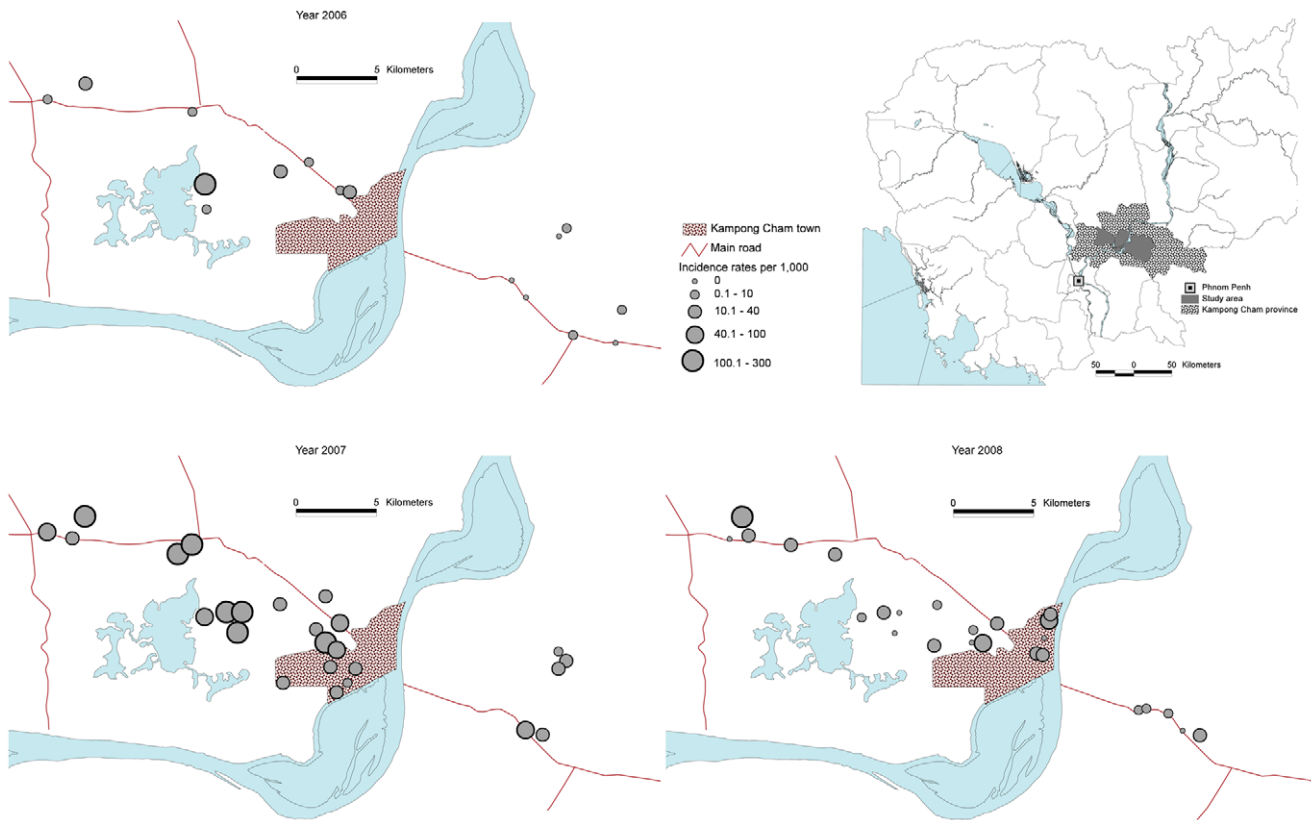 Year 2006
0 5 Kilometers
Kampong Cham town
Main road
Incidence rates per 1,000
0
0.1 - 10
10.1 - 40
40.1 - 100
100.1 - 300
Phnom Penh
Study area
Kampong Cham province
50 0 50 Kilometers
Year 2007
0 5 Kilometers
Year 2008
0 5 Kilometers